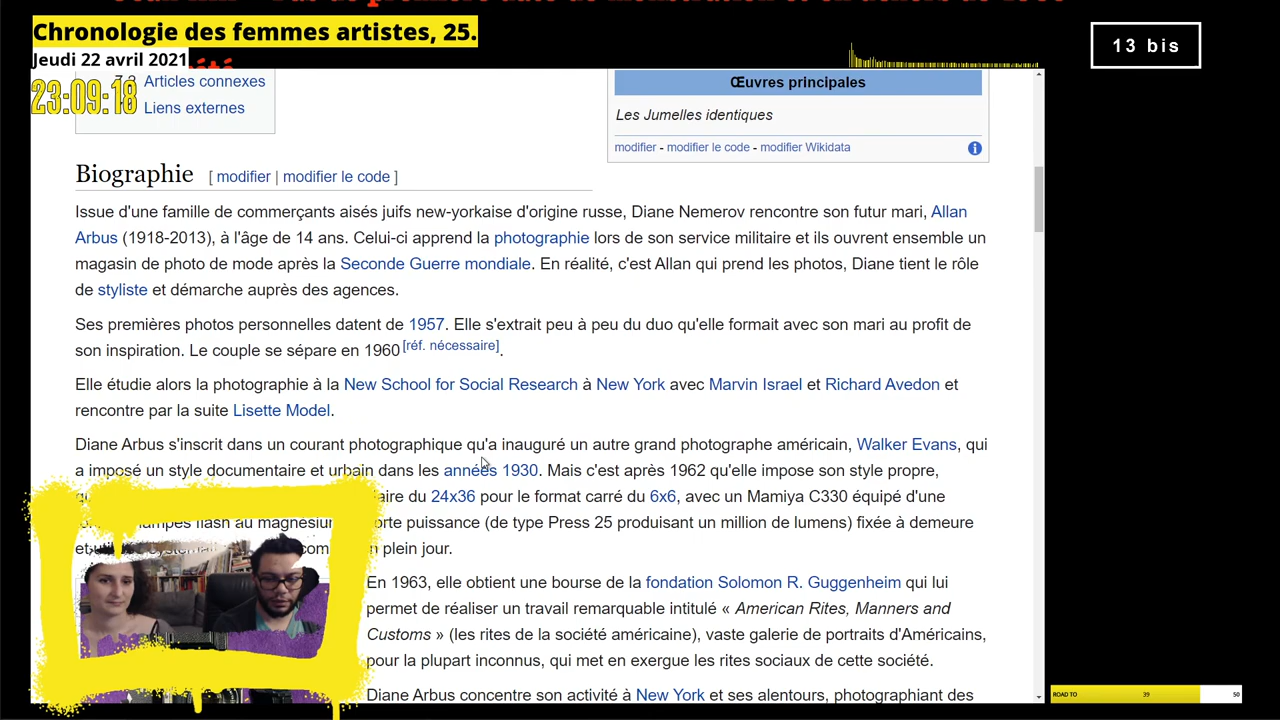 Chronologie des femmes artistes, 25.
Jeudi 22 avril 2021
23:09:18
13 bis
Articles connexes
Liens externes
Œuvres principales
Les Jumelles identiques
modifier - modifier le code - modifier Wikidata
Biographie [ modifier | modifier le code ]
Issue d'une famille de commerçants aisés juifs new-yorkaise d'origine russe, Diane Nemerov rencontre son futur mari, Allan
Arbus (1918-2013), à l'âge de 14 ans. Celui-ci apprend la photographie lors de son service militaire et ils ouvrent ensemble un
magasin de photo de mode après la Seconde Guerre mondiale. En réalité, c'est Allan qui prend les photos, Diane tient le rôle
de styliste et démarche auprès des agences.
Ses premières photos personnelles datent de 1957. Elle s'extrait peu à peu du duo qu'elle formait avec son mari au profit de
son inspiration. Le couple se sépare en 1960[réf. nécessaire].
Elle étudie alors la photographie à la New School for Social Research à New York avec Marvin Israel et Richard Avedon et
rencontre par la suite Lisette Model.
Diane Arbus s'inscrit dans un courant photographique qu'a inauguré un autre grand photographe américain, Walker Evans, qui
a imposé un style documentaire et urbain dans les années 1930. Mais c'est après 1962 qu'elle impose son style propre,
du 24x36 pour le format carré du 6x6, avec un Mamiya C330 équipé d'une
flash au puissance (de type Press 25 produisant un million de lumens) fixée à demeure
plein jour.
En 1963, elle obtient une bourse de la fondation Solomon R. Guggenheim qui lui
permet de réaliser un travail remarquable intitulé « American Rites, Manners and
Customs » (les rites de la société américaine), vaste galerie de portraits d'Américains,
pour la plupart inconnus, qui met en exergue les rites sociaux de cette société.
Diane Arbus concentre son activité à New York et ses alentours, photographiant des
ROAD TO 39 50